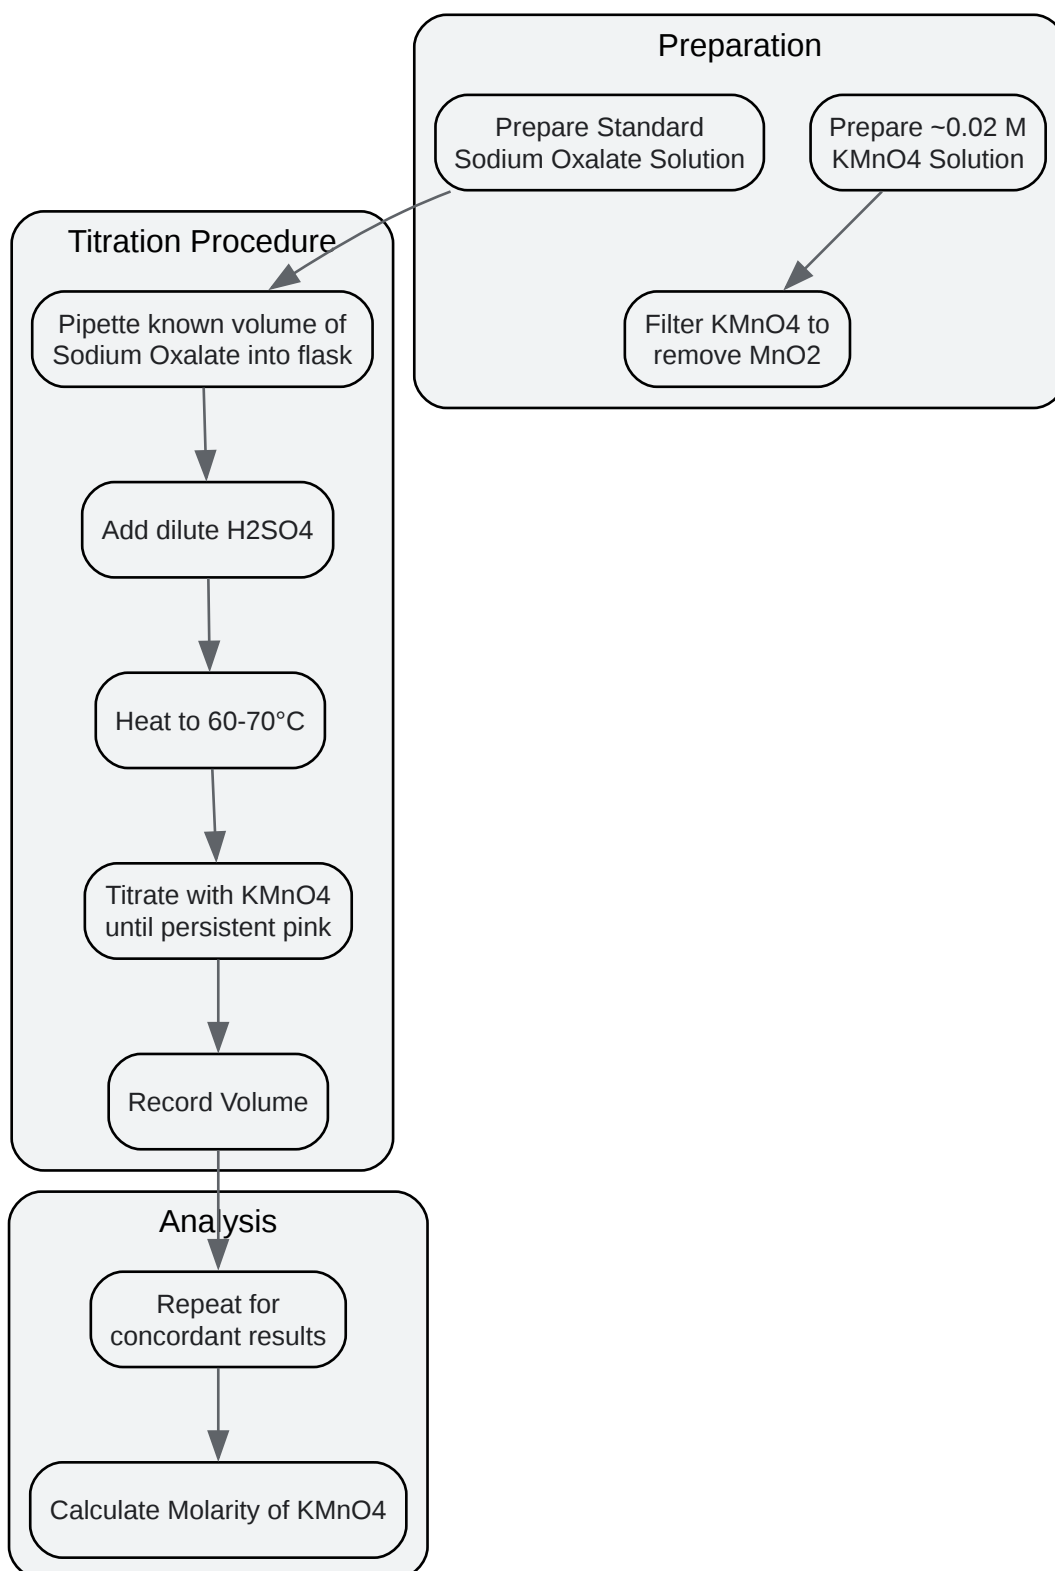 Preparation
Prepare Standard
Sodium Oxalate Solution
Prepare ~0.02 M
KMnO4 Solution
Filter KMnO4 to
remove MnO2
Titration Procedure
Pipette known volume of
Sodium Oxalate into flask
Add dilute H2SO4
Heat to 60-70°C
Titrate with KMnO4
until persistent pink
Record Volume
Analysis
Repeat for
concordant results
Calculate Molarity of KMnO4